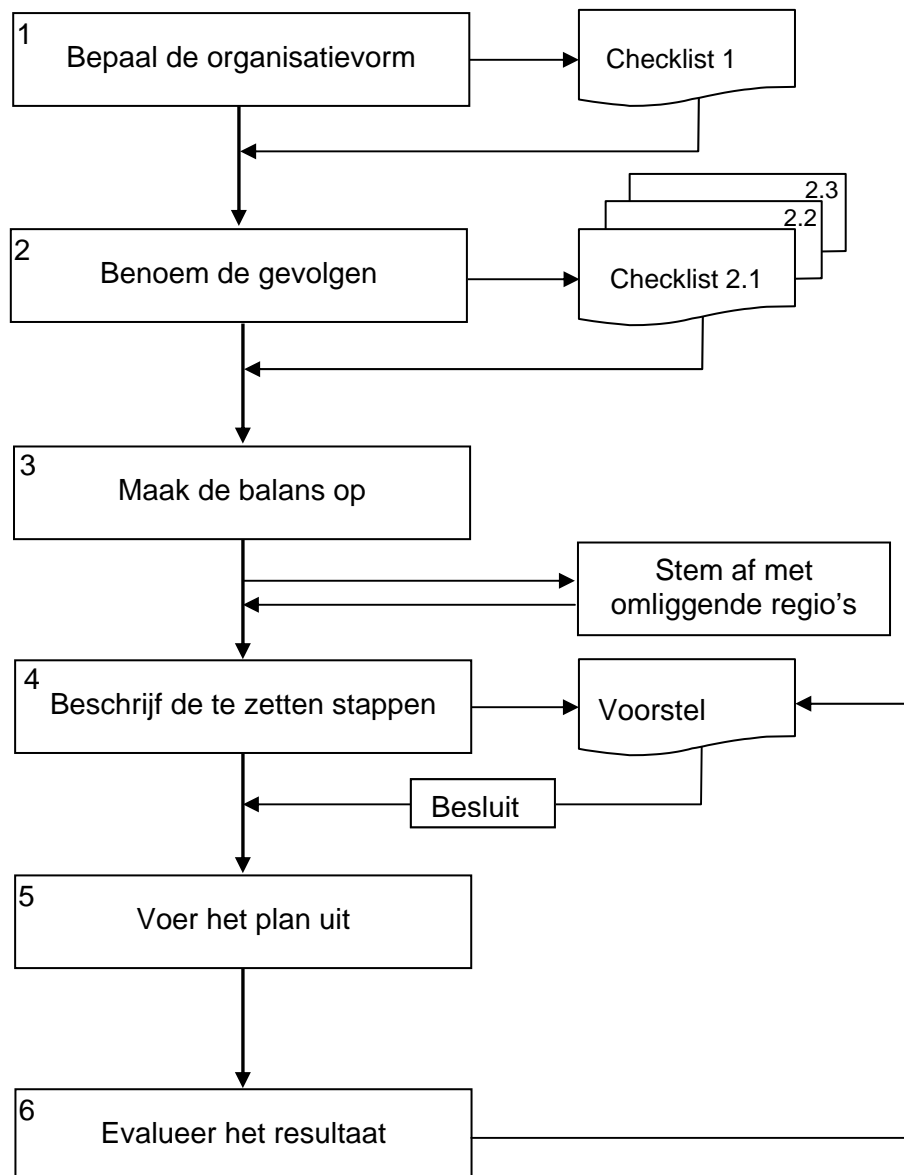 1
Bepaal de organisatievorm
Checklist 1
2.3
2.2
2
Benoem de gevolgen
Checklist 2.1
3
Maak de balans op
Stem af met
omliggende regio's
4
Beschrijf de te zetten stappen
Voorstel
Besluit
5
Voer het plan uit
6
Evalueer het resultaat